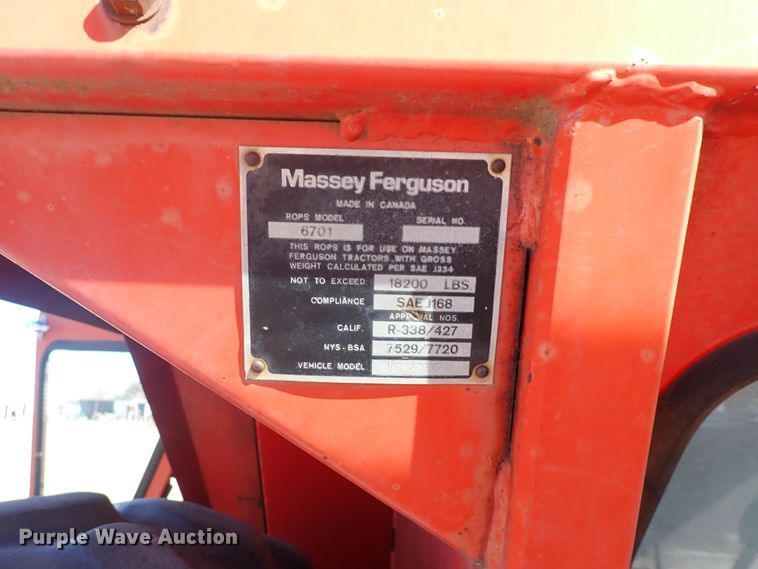 Massey Ferguson
MADE IN CANADA
ROPS MODEL SERIAL NO.
6701
THIS ROPS IS FOR USE ON MASSEY
FERGUSON TRACTORS WITH GROSS
WEIGHT CALCULATED PER SAE J334
NOT TO EXCEED: 18200 LBS.
COMPLIANCE SAE J168
APPROVAL NOS.
CALIF. R-338/427
NYS-BSA 7529/7720
VEHICLE MODEL
Purple Wave Auction®